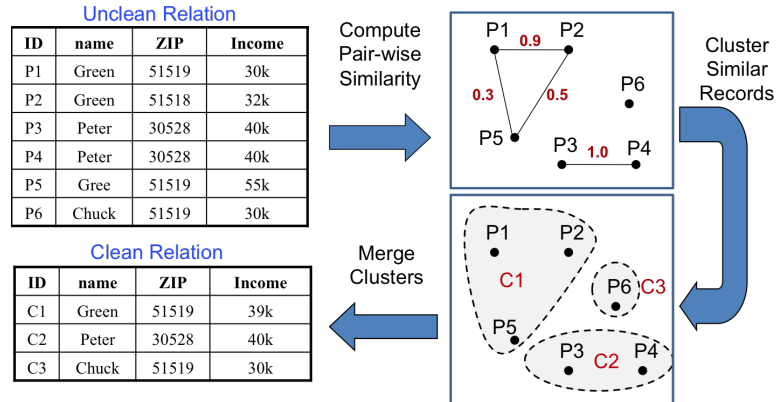 Unclean Relation
ID name ZIP Income
P1 Green 51519 30k
P2 Green 51518 32k
P3 Peter 30528 40k
P4 Peter 30528 40k
P5 Gree 51519 55k
P6 Chuck 51519 30k
Compute
Pair-wise
Similarity
P1 P2
0.9
0.3 0.5
P6
P5
P3 P4
1.0
Cluster
Similar
Records
P1 P2
C1
P6 C3
P5
P3 C2 P4
Merge
Clusters
Clean Relation
ID name ZIP Income
C1 Green 51519 39k
C2 Peter 30528 40k
C3 Chuck 51519 30k